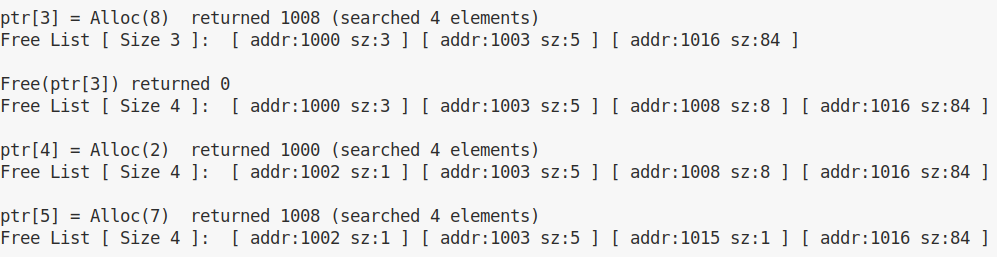 ptr[3] = Alloc(8)  returned 1008 (searched 4 elements)
Free List [ Size 3 ]:  [ addr:1000 sz:3 ] [ addr:1003 sz:5 ] [ addr:1016 sz:84 ]

Free(ptr[3]) returned 0
Free List [ Size 4 ]:  [ addr:1000 sz:3 ] [ addr:1003 sz:5 ] [ addr:1008 sz:8 ] [ addr:1016 sz:84 ]

ptr[4] = Alloc(2)  returned 1000 (searched 4 elements)
Free List [ Size 4 ]:  [ addr:1002 sz:1 ] [ addr:1003 sz:5 ] [ addr:1008 sz:8 ] [ addr:1016 sz:84 ]

ptr[5] = Alloc(7)  returned 1008 (searched 4 elements)
Free List [ Size 4 ]:  [ addr:1002 sz:1 ] [ addr:1003 sz:5 ] [ addr:1015 sz:1 ] [ addr:1016 sz:84 ]